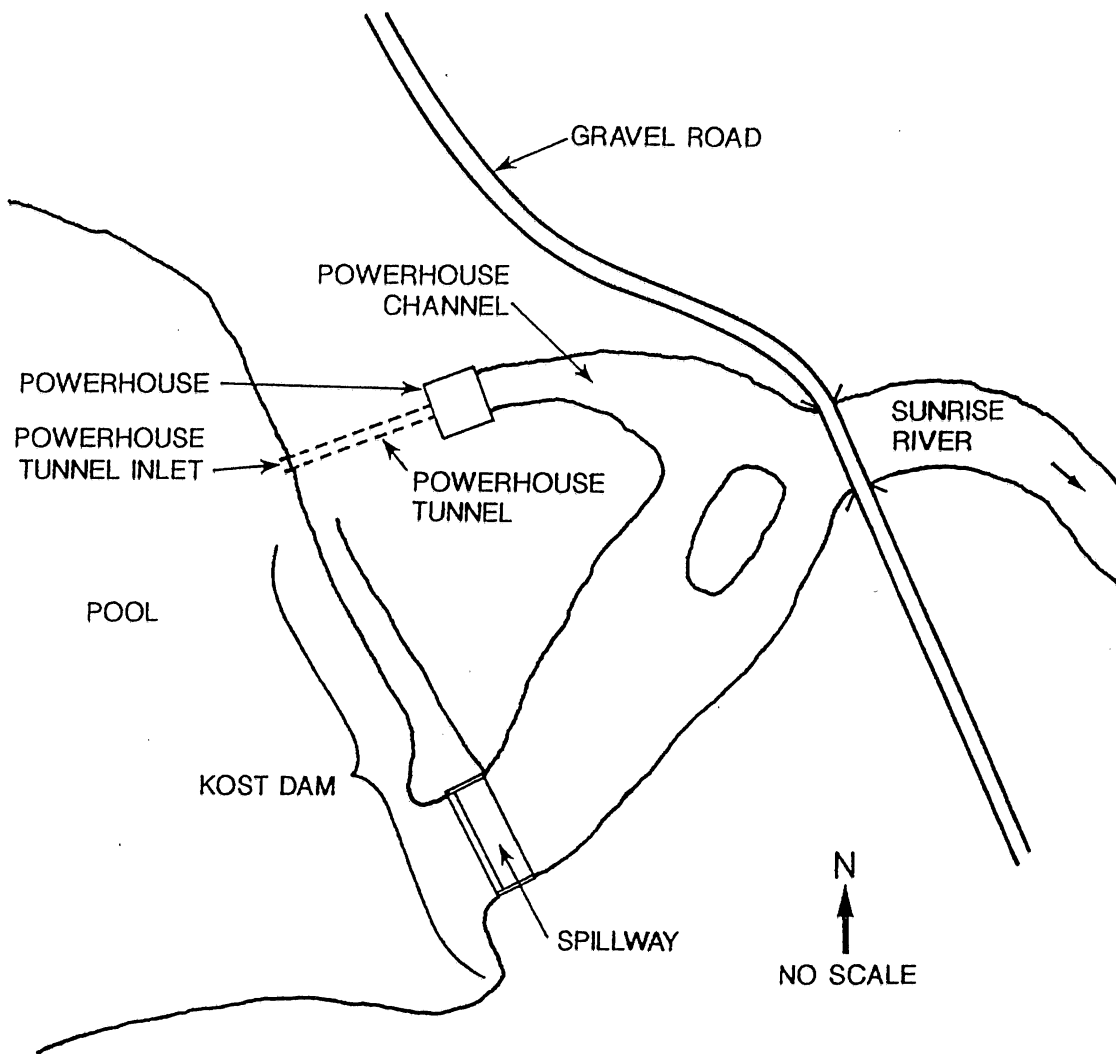 GRAVEL ROAD
POWERHOUSE
CHANNEL
POWERHOUSE
POWERHOUSE
TUNNEL INLET
POWERHOUSE
TUNNEL
SUNRISE
RIVER
POOL
KOST DAM
SPILLWAY
N
NO SCALE